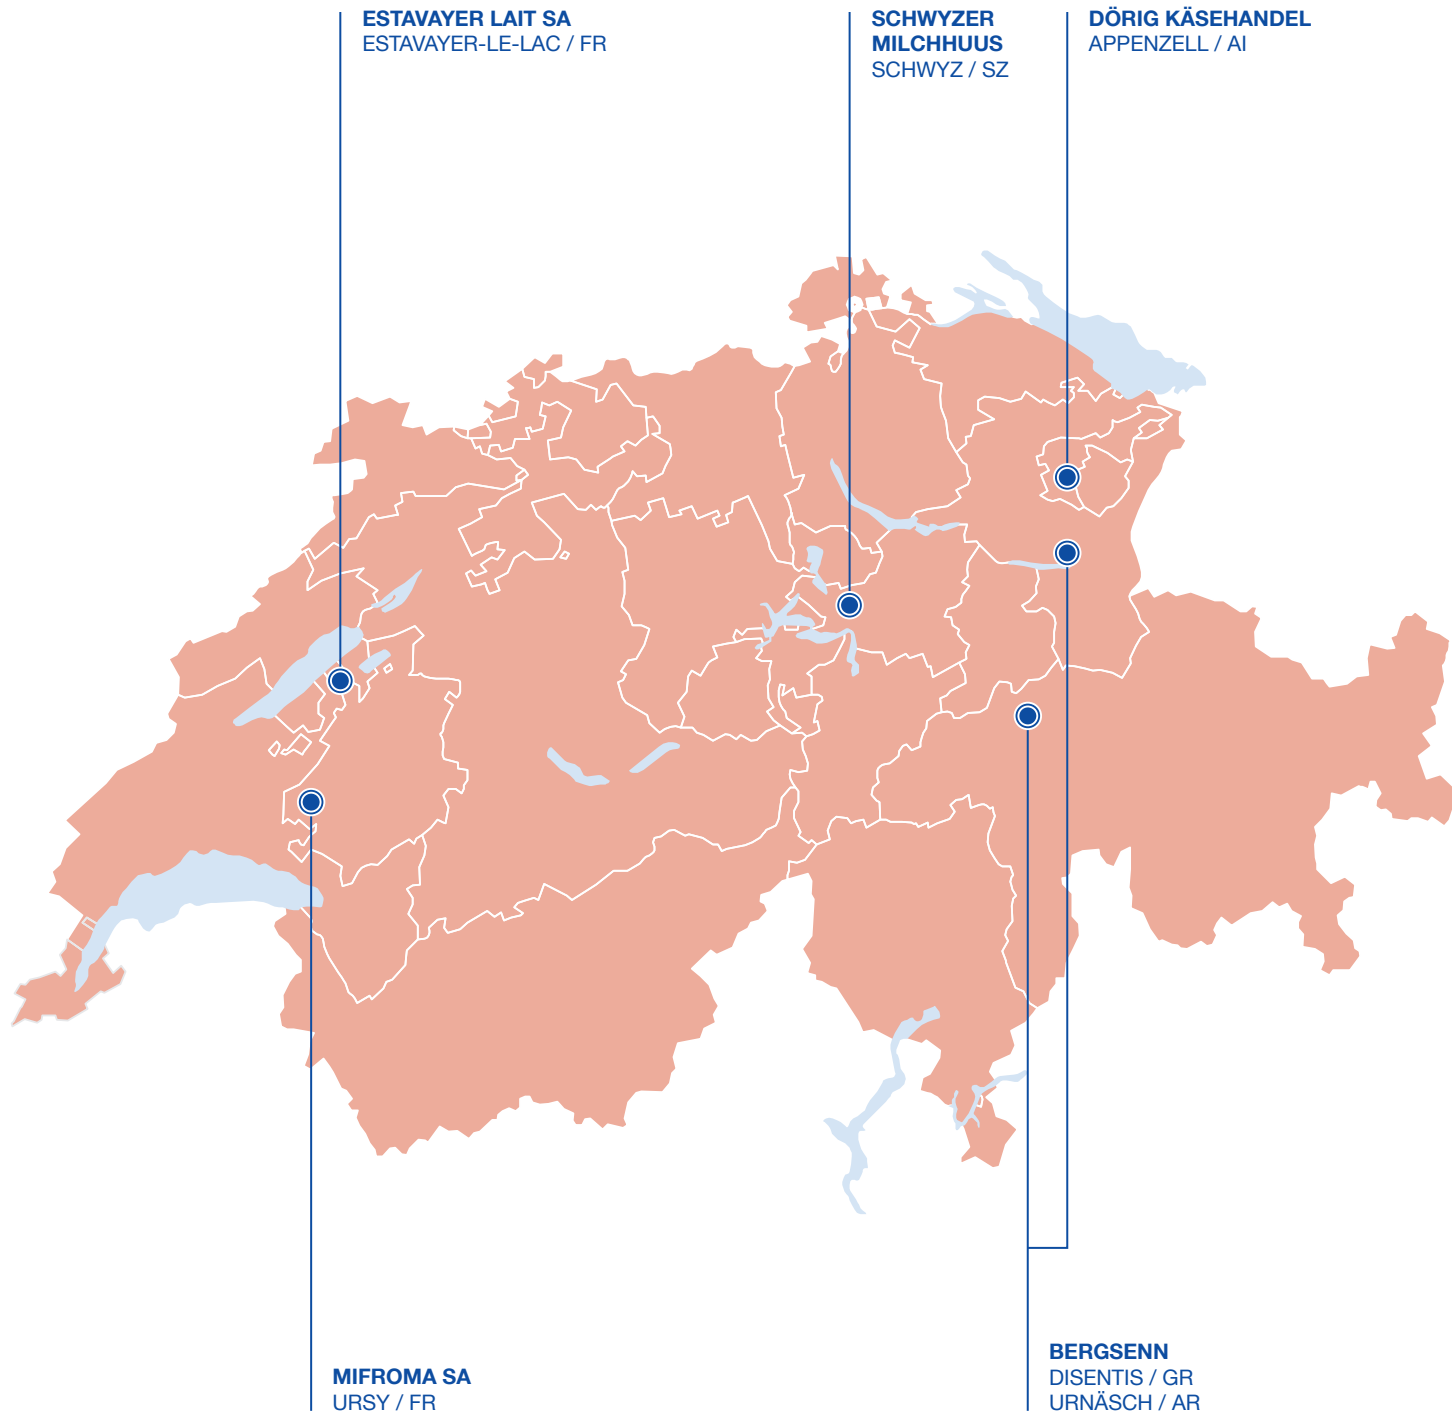 ESTAVAYER LAIT SA
ESTAVAYER-LE-LAC / FR
SCHWYZER
MILCHHUUS
SCHWYZ / SZ
DÖRIG KÄSEHANDEL
APPENZELL / AI
MIFROMA SA
URSY / FR
BERGSENN
DISENTIS / GR
URNÄSCH / AR